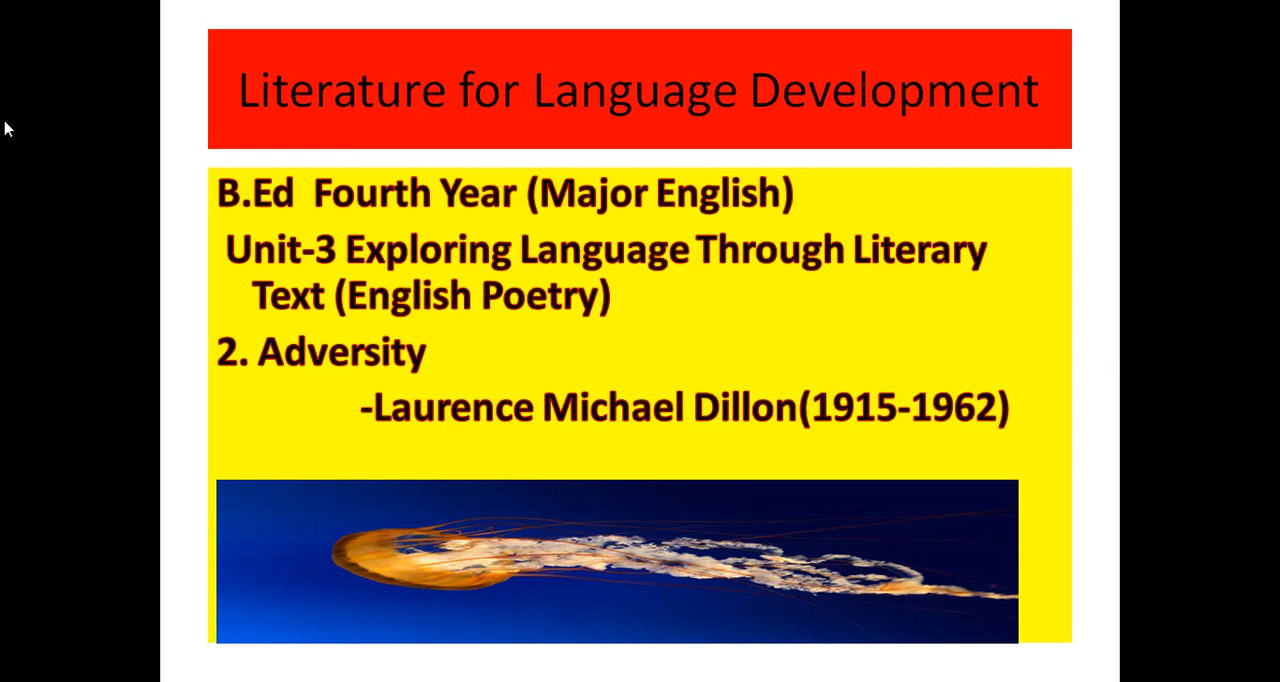 Literature for Language Development
B.Ed Fourth Year (Major English)
Unit-3 Exploring Language Through Literary
Text (English Poetry)
2. Adversity
-Laurence Michael Dillon(1915-1962)